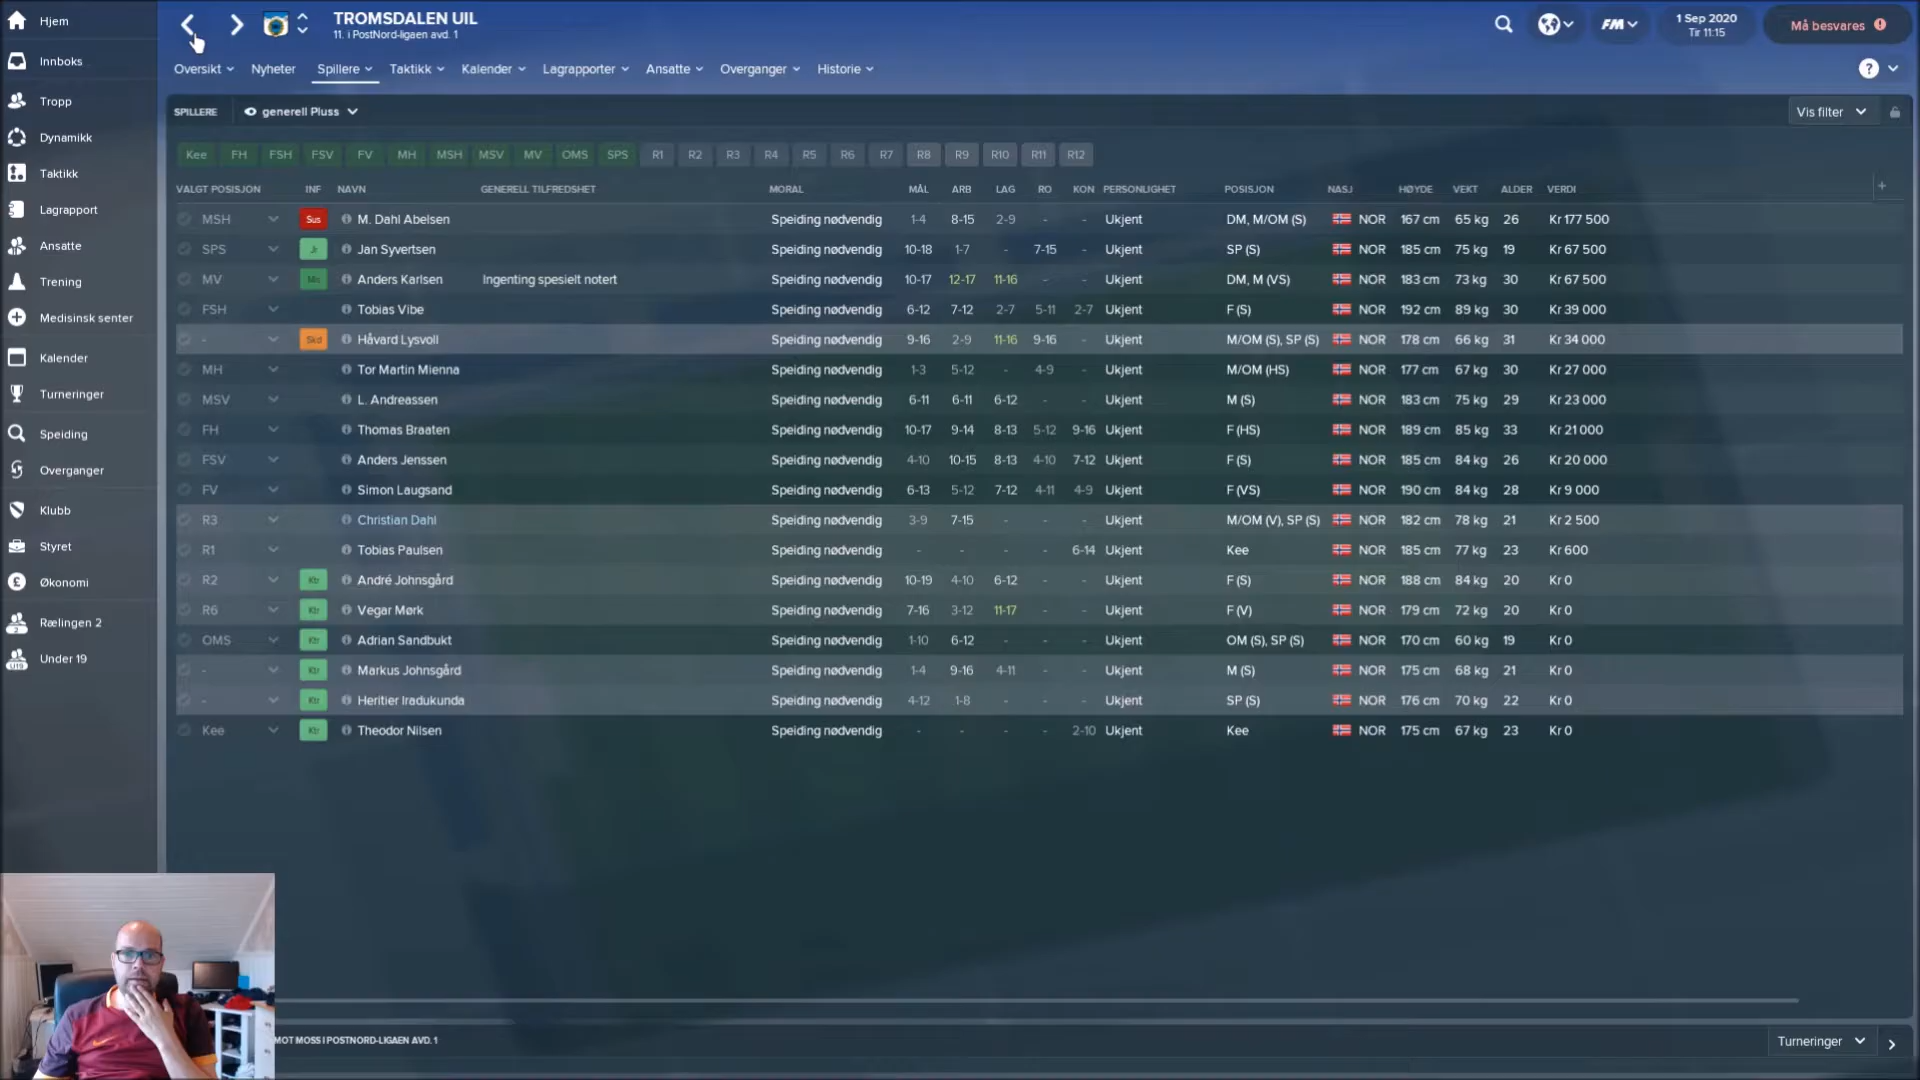 Hjem
Innboks
Tropp
Dynamikk
Taktikk
Lagrapport
Ansatte
Trening
Medisinsk senter
Kalender
Turneringer
Speiding
Overganger
Klubb
Styret
Økonomi
Rælingen 2
Under 19
TROMSDALEN UIL
11. i PostNord-ligaen avd. 1
FM
1 Sep 2020
Tir 11:15
Må besvares
Oversikt Nyheter Spillere Taktikk Kalender Lagrapporter Ansatte Overganger Historie
SPILLERE generell Pluss Vis filter
Kee FH FSH FSV FV MH MSH MSV MV OMS SPS R1 R2 R3 R4 R5 R6 R7 R8 R9 R10 R11 R12
VALGT POSISJON INF NAVN GENERELL TILFREDSHET MORAL MÅL ARB LAG RO KON PERSONLIGHET POSISJON NASJ HØYDE VEKT ALDER VERDI
MSH Sus M. Dahl Abelsen Speiding nødvendig 1-4 8-15 2-9 - - Ukjent DM, M/OM (S) NOR 167 cm 65 kg 26 Kr 177 500
SPS Jr Jan Syvertsen Speiding nødvendig 10-18 1-7 - 7-15 - Ukjent SP (S) NOR 185 cm 75 kg 19 Kr 67 500
MV Anders Karlsen Ingenting spesielt notert Speiding nødvendig 10-17 12-17 11-16 - - Ukjent DM, M (VS) NOR 183 cm 73 kg 30 Kr 67 500
FSH Tobias Vibe Speiding nødvendig 6-12 7-12 2-7 5-11 2-7 Ukjent F (S) NOR 192 cm 89 kg 30 Kr 39 000
- Skd Håvard Lysvoll Speiding nødvendig 9-16 2-9 11-16 9-16 - Ukjent M/OM (S), SP (S) NOR 178 cm 66 kg 31 Kr 34 000
MH Tor Martin Mienna Speiding nødvendig 1-3 5-12 - 4-9 - Ukjent M/OM (HS) NOR 177 cm 67 kg 30 Kr 27 000
MSV L. Andreassen Speiding nødvendig 6-11 6-11 6-12 - - Ukjent M (S) NOR 183 cm 75 kg 29 Kr 23 000
FH Thomas Braaten Speiding nødvendig 10-17 9-14 8-13 5-12 9-16 Ukjent F (HS) NOR 189 cm 85 kg 33 Kr 21 000
FSV Anders Jenssen Speiding nødvendig 4-10 10-15 8-13 4-10 7-12 Ukjent F (S) NOR 185 cm 84 kg 26 Kr 20 000
FV Simon Laugsand Speiding nødvendig 6-13 5-12 7-12 4-11 4-9 Ukjent F (VS) NOR 190 cm 84 kg 28 Kr 9 000
R3 Christian Dahl Speiding nødvendig 3-9 7-15 - - - Ukjent M/OM (V), SP (S) NOR 182 cm 78 kg 21 Kr 2 500
R1 Tobias Paulsen Speiding nødvendig - - - - 6-14 Ukjent Kee NOR 185 cm 77 kg 23 Kr 600
R2 Ktr André Johnsgård Speiding nødvendig 10-19 4-10 6-12 - - Ukjent F (S) NOR 188 cm 84 kg 20 Kr 0
R6 Ktr Vegar Mørk Speiding nødvendig 7-16 3-12 11-17 - - Ukjent F (V) NOR 179 cm 72 kg 20 Kr 0
OMS Ktr Adrian Sandbukt Speiding nødvendig 1-10 6-12 - - - Ukjent OM (S), SP (S) NOR 170 cm 60 kg 19 Kr 0
- Ktr Markus Johnsgård Speiding nødvendig 1-4 9-16 4-11 - - Ukjent M (S) NOR 175 cm 68 kg 21 Kr 0
- Ktr Heritier Iradukunda Speiding nødvendig 4-12 1-8 - - - Ukjent SP (S) NOR 176 cm 70 kg 22 Kr 0
Kee Ktr Theodor Nilsen Speiding nødvendig - - - - 2-10 Ukjent Kee NOR 175 cm 67 kg 23 Kr 0
MOT MOSS I POSTNORD-LIGAEN AVD. 1
Turneringer